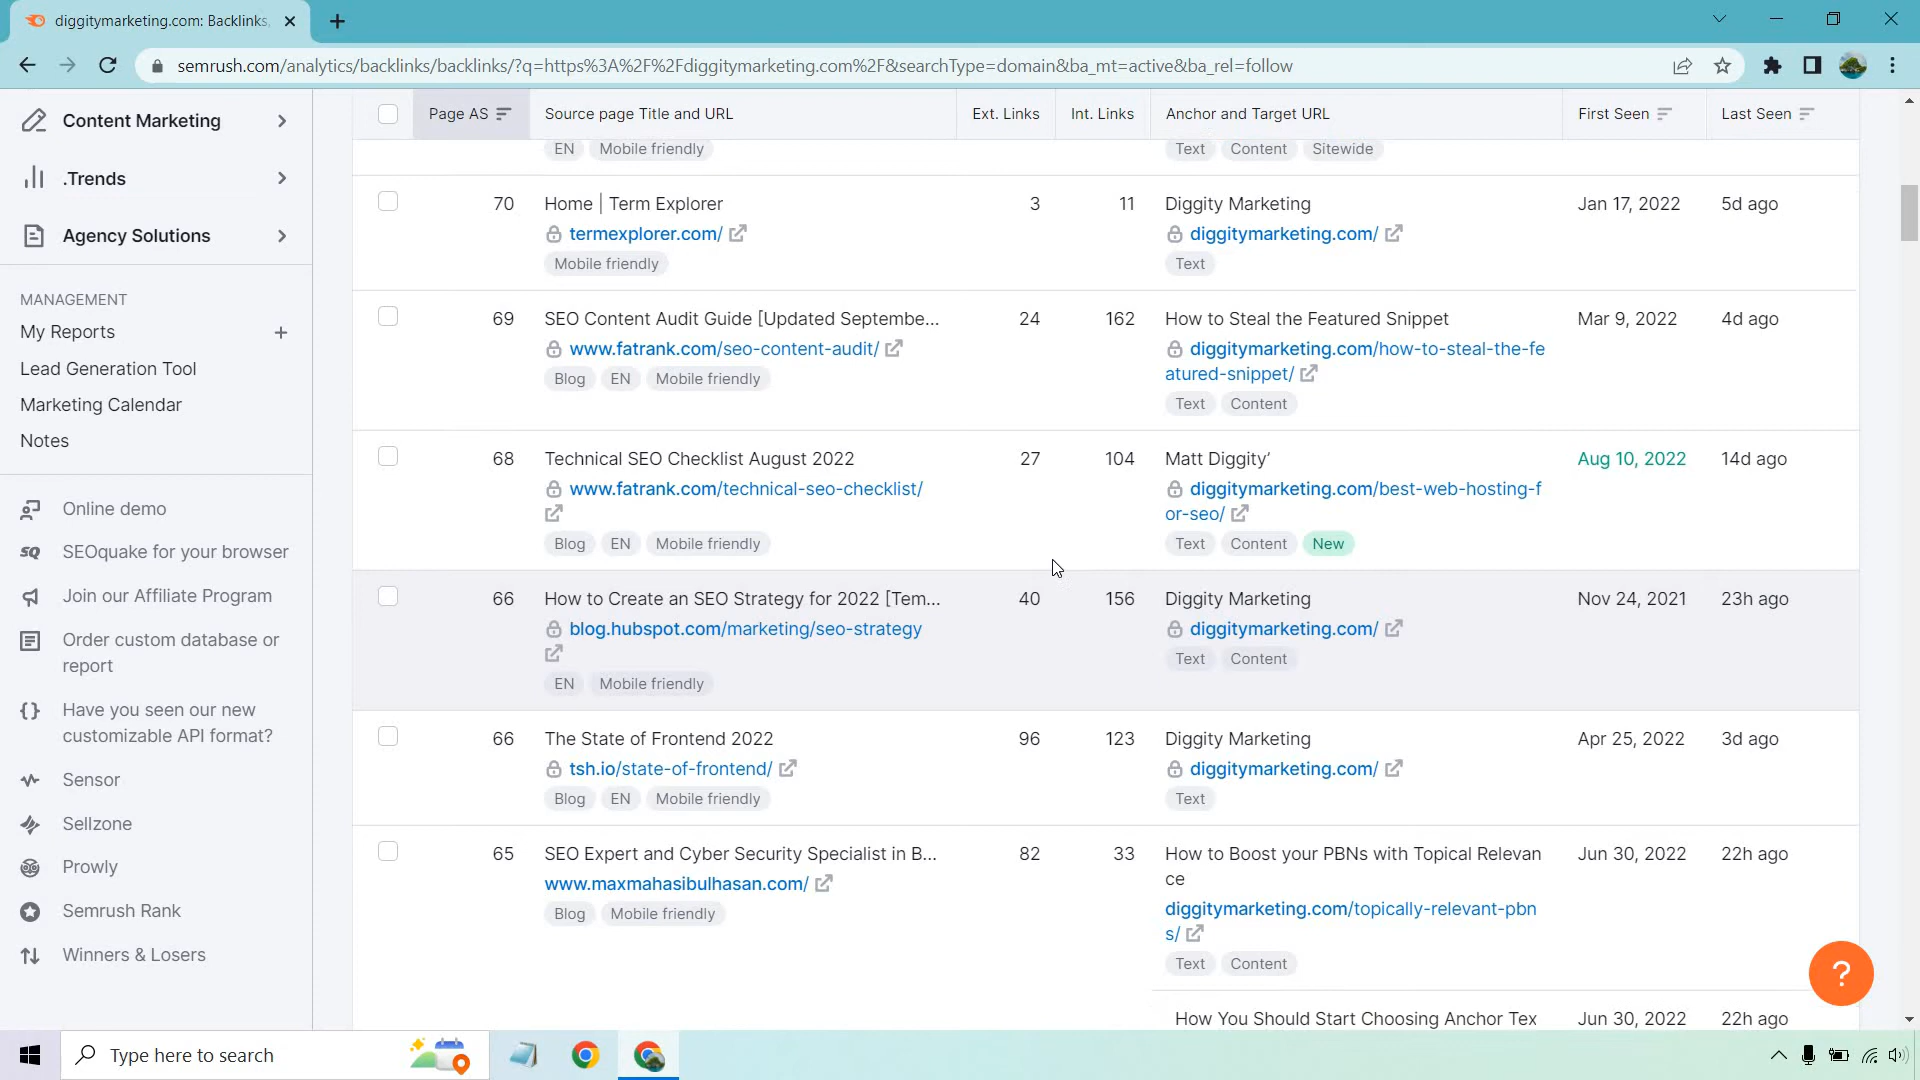 diggitymarketing.com: Backlinks,
semrush.com/analytics/backlinks/backlinks/?q=https%3A%2F%2Fdiggitymarketing.com%2F&searchType=domain&ba_mt=active&ba_rel=follow
Content Marketing
.Trends
Agency Solutions
MANAGEMENT
My Reports +
Lead Generation Tool
Marketing Calendar
Notes
Online demo
SQ SEOquake for your browser
Join our Affiliate Program
Order custom database or
report
{} Have you seen our new
customizable API format?
Sensor
Sellzone
Prowly
Semrush Rank
Winners & Losers
Page AS Source page Title and URL Ext. Links Int. Links Anchor and Target URL First Seen Last Seen
EN Mobile friendly Text Content Sitewide
70 Home | Term Explorer 3 11 Diggity Marketing Jan 17, 2022 5d ago
termexplorer.com/ diggitymarketing.com/
Mobile friendly Text
69 SEO Content Audit Guide [Updated Septembe... 24 162 How to Steal the Featured Snippet Mar 9, 2022 4d ago
www.fatrank.com/seo-content-audit/ diggitymarketing.com/how-to-steal-the-fe
atured-snippet/
Blog EN Mobile friendly
Text Content
68 Technical SEO Checklist August 2022 27 104 Matt Diggity’ Aug 10, 2022 14d ago
www.fatrank.com/technical-seo-checklist/ diggitymarketing.com/best-web-hosting-f
or-seo/
Blog EN Mobile friendly Text Content New
66 How to Create an SEO Strategy for 2022 [Tem... 40 156 Diggity Marketing Nov 24, 2021 23h ago
blog.hubspot.com/marketing/seo-strategy diggitymarketing.com/
Text Content
EN Mobile friendly
66 The State of Frontend 2022 96 123 Diggity Marketing Apr 25, 2022 3d ago
tsh.io/state-of-frontend/ diggitymarketing.com/
Blog EN Mobile friendly Text
65 SEO Expert and Cyber Security Specialist in B... 82 33 How to Boost your PBNs with Topical Relevan Jun 30, 2022 22h ago
ce
www.maxmahasibulhasan.com/ diggitymarketing.com/topically-relevant-pbn
s/
Blog Mobile friendly
Text Content
How You Should Start Choosing Anchor Tex Jun 30, 2022 22h ago
?
Type here to search